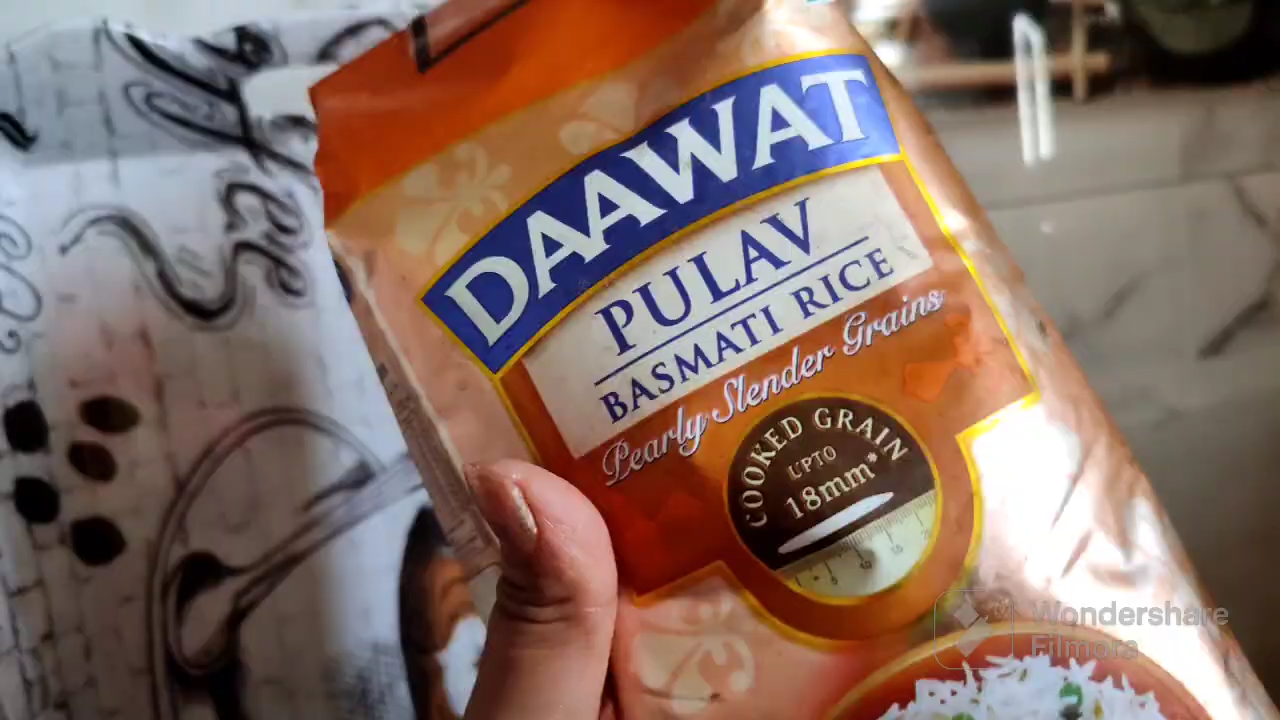 DAAWAT
PULAV
BASMATI RICE
Pearly Slender Grains
COOKED GRAIN
UPTO
18mm*
Wondershare
Filmora